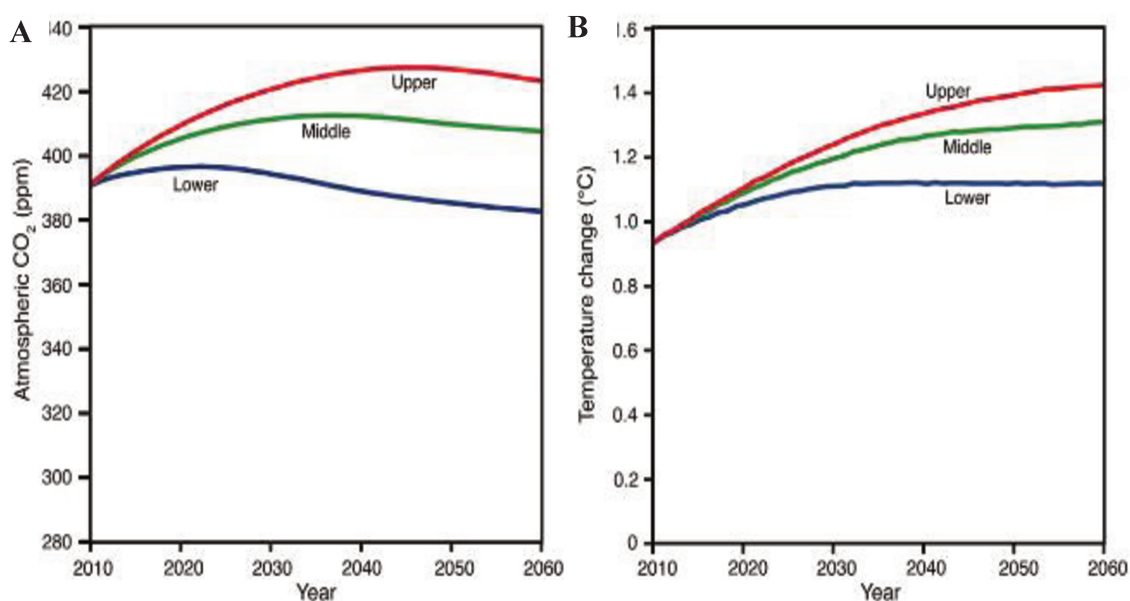 A
440
420
400
380
360
340
320
300
280
Atmospheric CO2 (ppm)
Upper
Middle
Lower
2010 2020 2030 2040 2050 2060
Year
B
1.6
1.4
1.2
1.0
0.8
0.6
0.4
0.2
0
Temperature change (°C)
Upper
Middle
Lower
2010 2020 2030 2040 2050 2060
Year